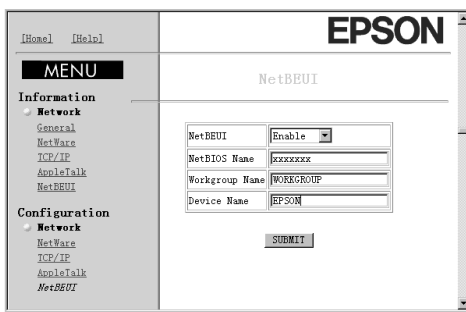 [Home] [Help]
EPSON
MENU
Information
Network
General
NetWare
TCP/IP
AppleTalk
NetBEUI
Configuration
Network
NetWare
TCP/IP
AppleTalk
NetBEUI
NetBEUI
NetBEUI Enable
NetBIOS Name xxxxxxx
Workgroup Name WORKGROUP
Device Name EPSON
SUBMIT